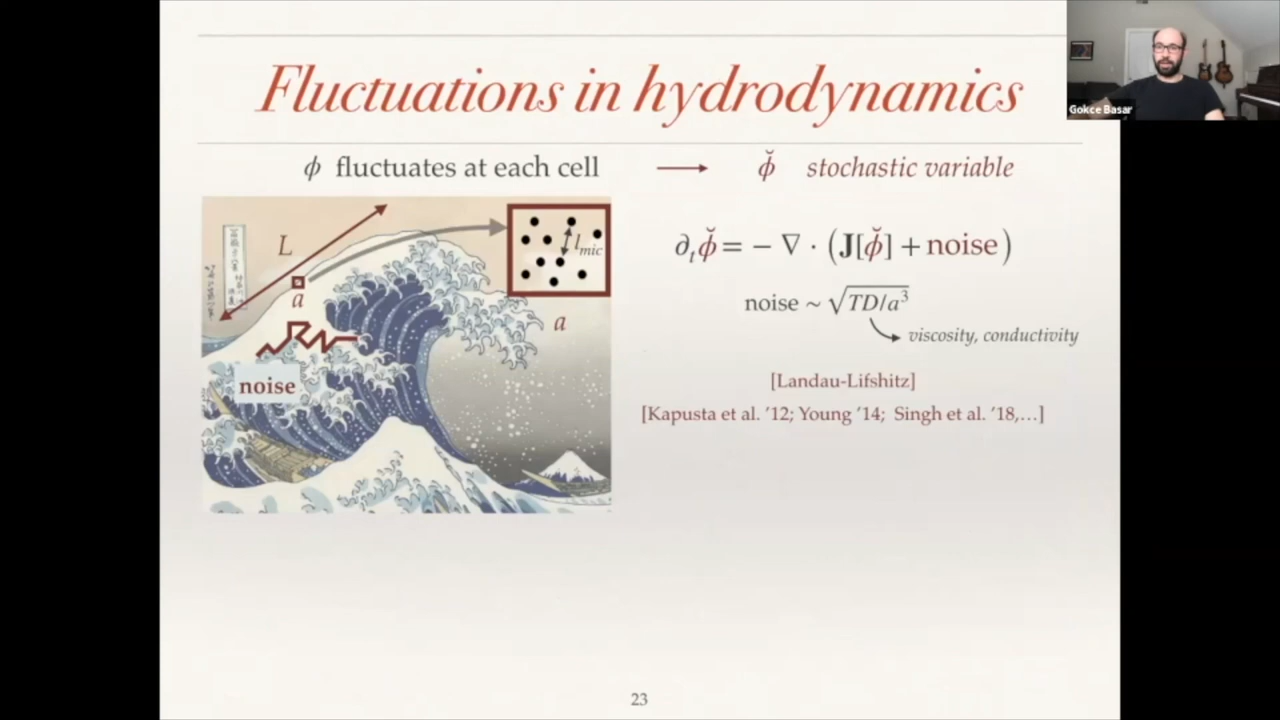 Fluctuations in hydrodynamics
Gokce Basar
ϕ fluctuates at each cell → ϕ̆ stochastic variable
L
a
l_mic
a
noise
∂_t ϕ̆ = − ∇ · (J[ϕ̆] + noise)
noise ~ √(TD/a³)
viscosity, conductivity
[Landau-Lifshitz]
[Kapusta et al. '12; Young '14; Singh et al. '18,…]
23